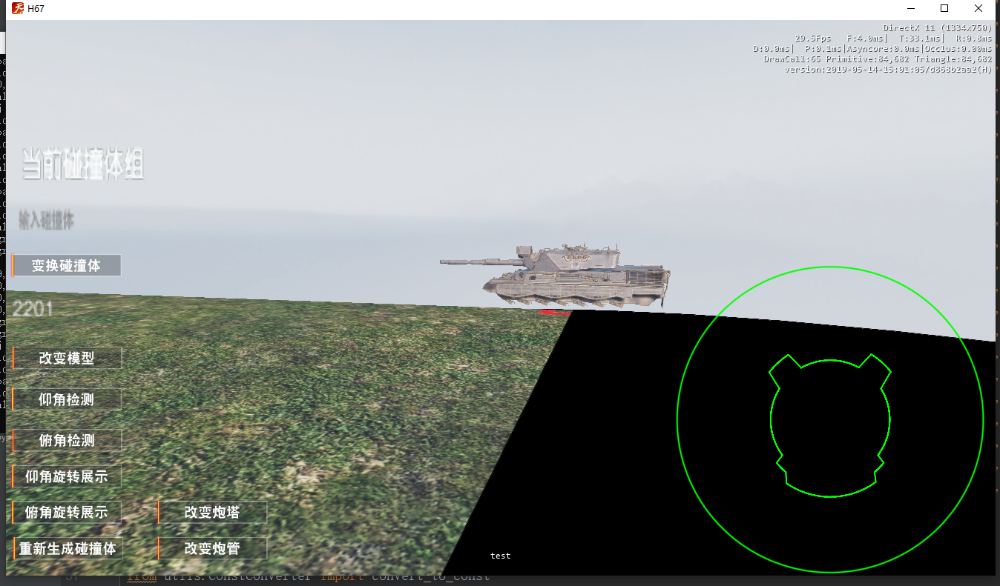 H67
DirectX 11 (1334x750)
29.5Fps F:4.0ms| T:33.1ms| R:0.8ms
D:0.0ms| P:0.1ms|Asyncore:0.0ms|Occlus:0.00ms
DrawCall:65 Primitive:84,682 Triangle:84,682
version:2019-05-14-15:01:05/d868b2aa2(H)
当前碰撞体组
输入碰撞体
变换碰撞体
2201
改变模型
仰角检测
俯角检测
仰角旋转展示
俯角旋转展示
改变炮塔
重新生成碰撞体
改变炮管
test
from utils.ConstConverter import convert_to_const